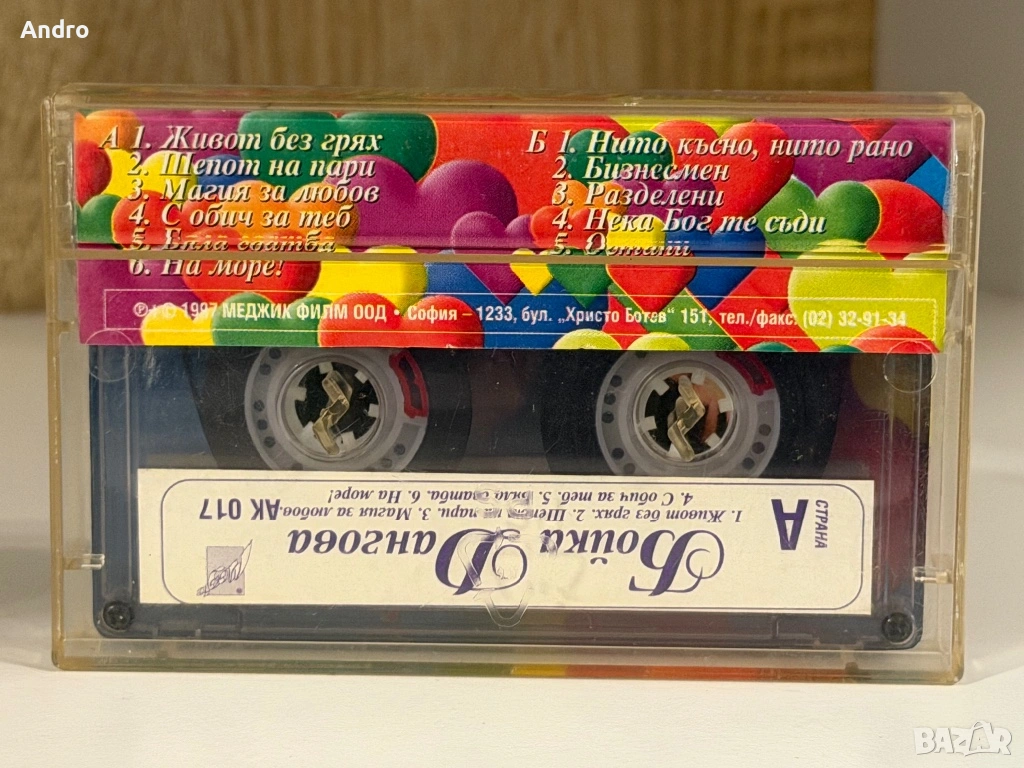 Andro
А 1. Живот без грях
2. Шепот на пари
3. Магия за любов
4. С обич за теб
5. Бяла сватба
6. На море!
Б 1. Нито късно, нито рано
2. Бизнесмен
3. Разделени
4. Нека Бог те съди
5. Остани
℗ + © 1997 МЕДЖИК ФИЛМ ООД • София – 1233, бул. „Христо Ботев" 151, тел./факс: (02) 32-91-34
Бойка Дангова
СТРАНА
А
1. Живот без грях. 2. Шепот на пари. 3. Магия за любов.
4. С обич за теб. 5. Бяла сватба. 6. На море!
АК 017
BAZAR